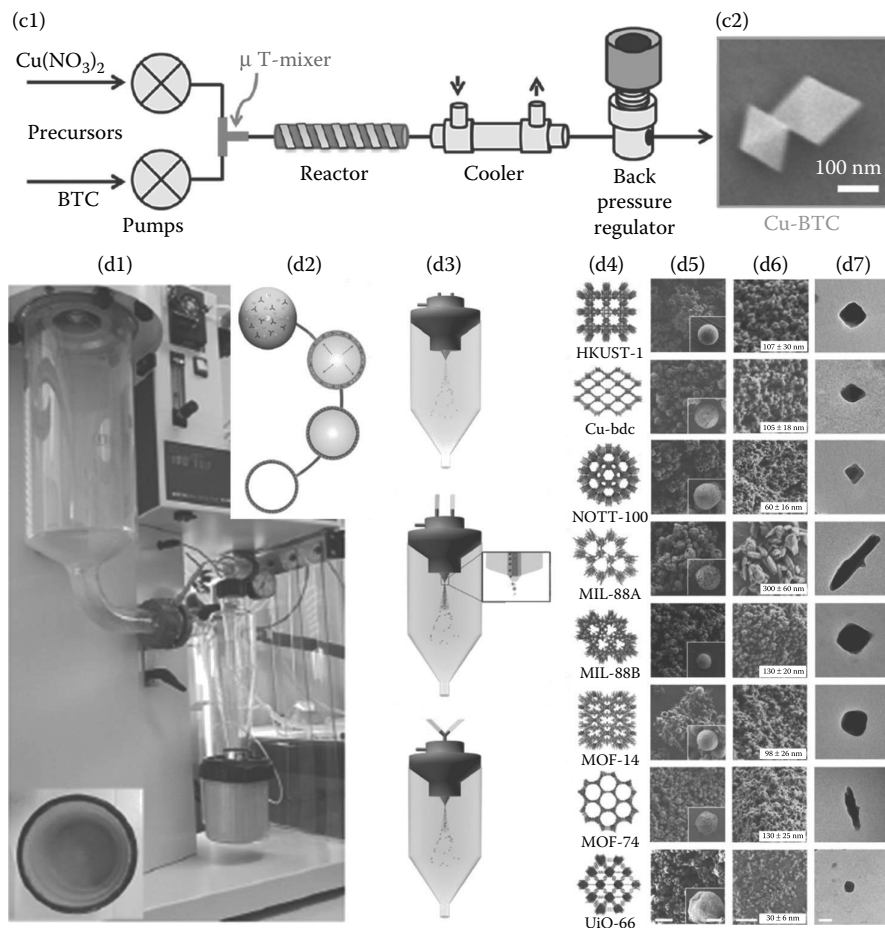 (c1)
(c2)
Cu(NO₃)₂
μ T-mixer
Precursors
BTC
Pumps
Reactor
Cooler
Back
pressure
regulator
100 nm
Cu-BTC
(d1)
(d2)
(d3)
(d4)
(d5)
(d6)
(d7)
HKUST-1
107 ± 30 nm
Cu-bdc
105 ± 18 nm
NOTT-100
60 ± 16 nm
MIL-88A
300 ± 60 nm
MIL-88B
130 ± 20 nm
MOF-14
98 ± 26 nm
MOF-74
130 ± 25 nm
UiO-66
30 ± 6 nm